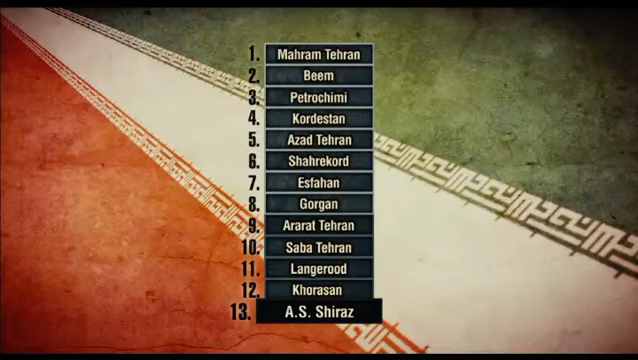 1. Mahram Tehran
2. Beem
3. Petrochimi
4. Kordestan
5. Azad Tehran
6. Shahrekord
7. Esfahan
8. Gorgan
9. Ararat Tehran
10. Saba Tehran
11. Langerood
12. Khorasan
13. A.S. Shiraz